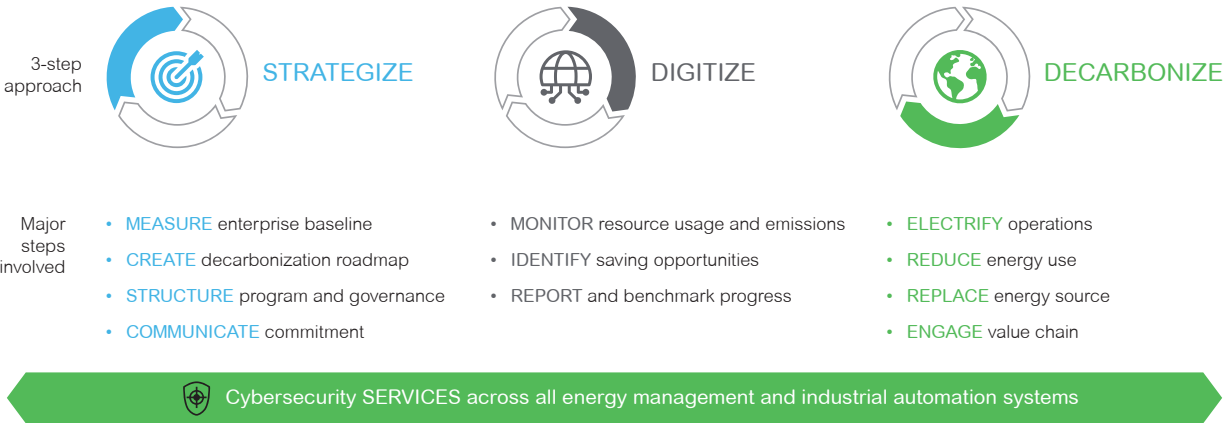 3-step
approach
STRATEGIZE
DIGITIZE
DECARBONIZE
Major
steps
involved
• MEASURE enterprise baseline
• CREATE decarbonization roadmap
• STRUCTURE program and governance
• COMMUNICATE commitment
• MONITOR resource usage and emissions
• IDENTIFY saving opportunities
• REPORT and benchmark progress
• ELECTRIFY operations
• REDUCE energy use
• REPLACE energy source
• ENGAGE value chain
Cybersecurity SERVICES across all energy management and industrial automation systems